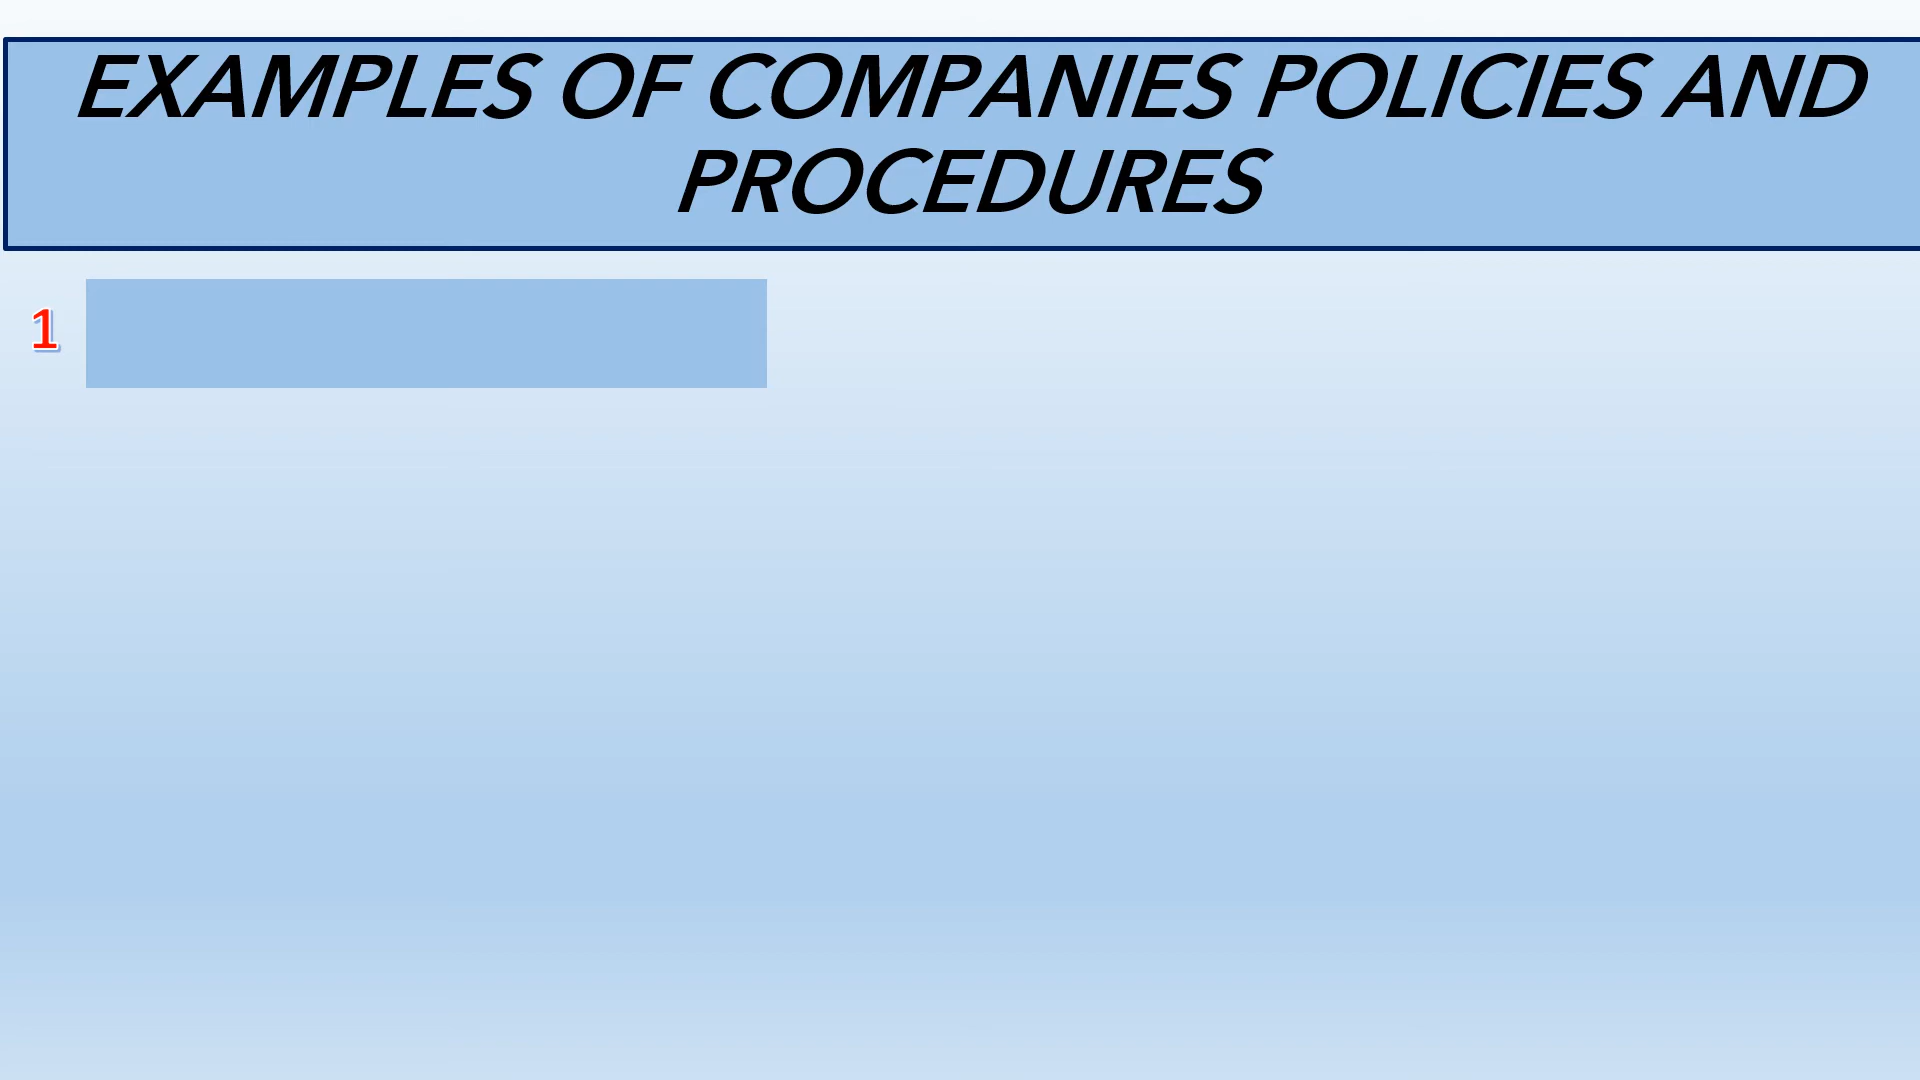 EXAMPLES OF COMPANIES POLICIES AND
PROCEDURES
1